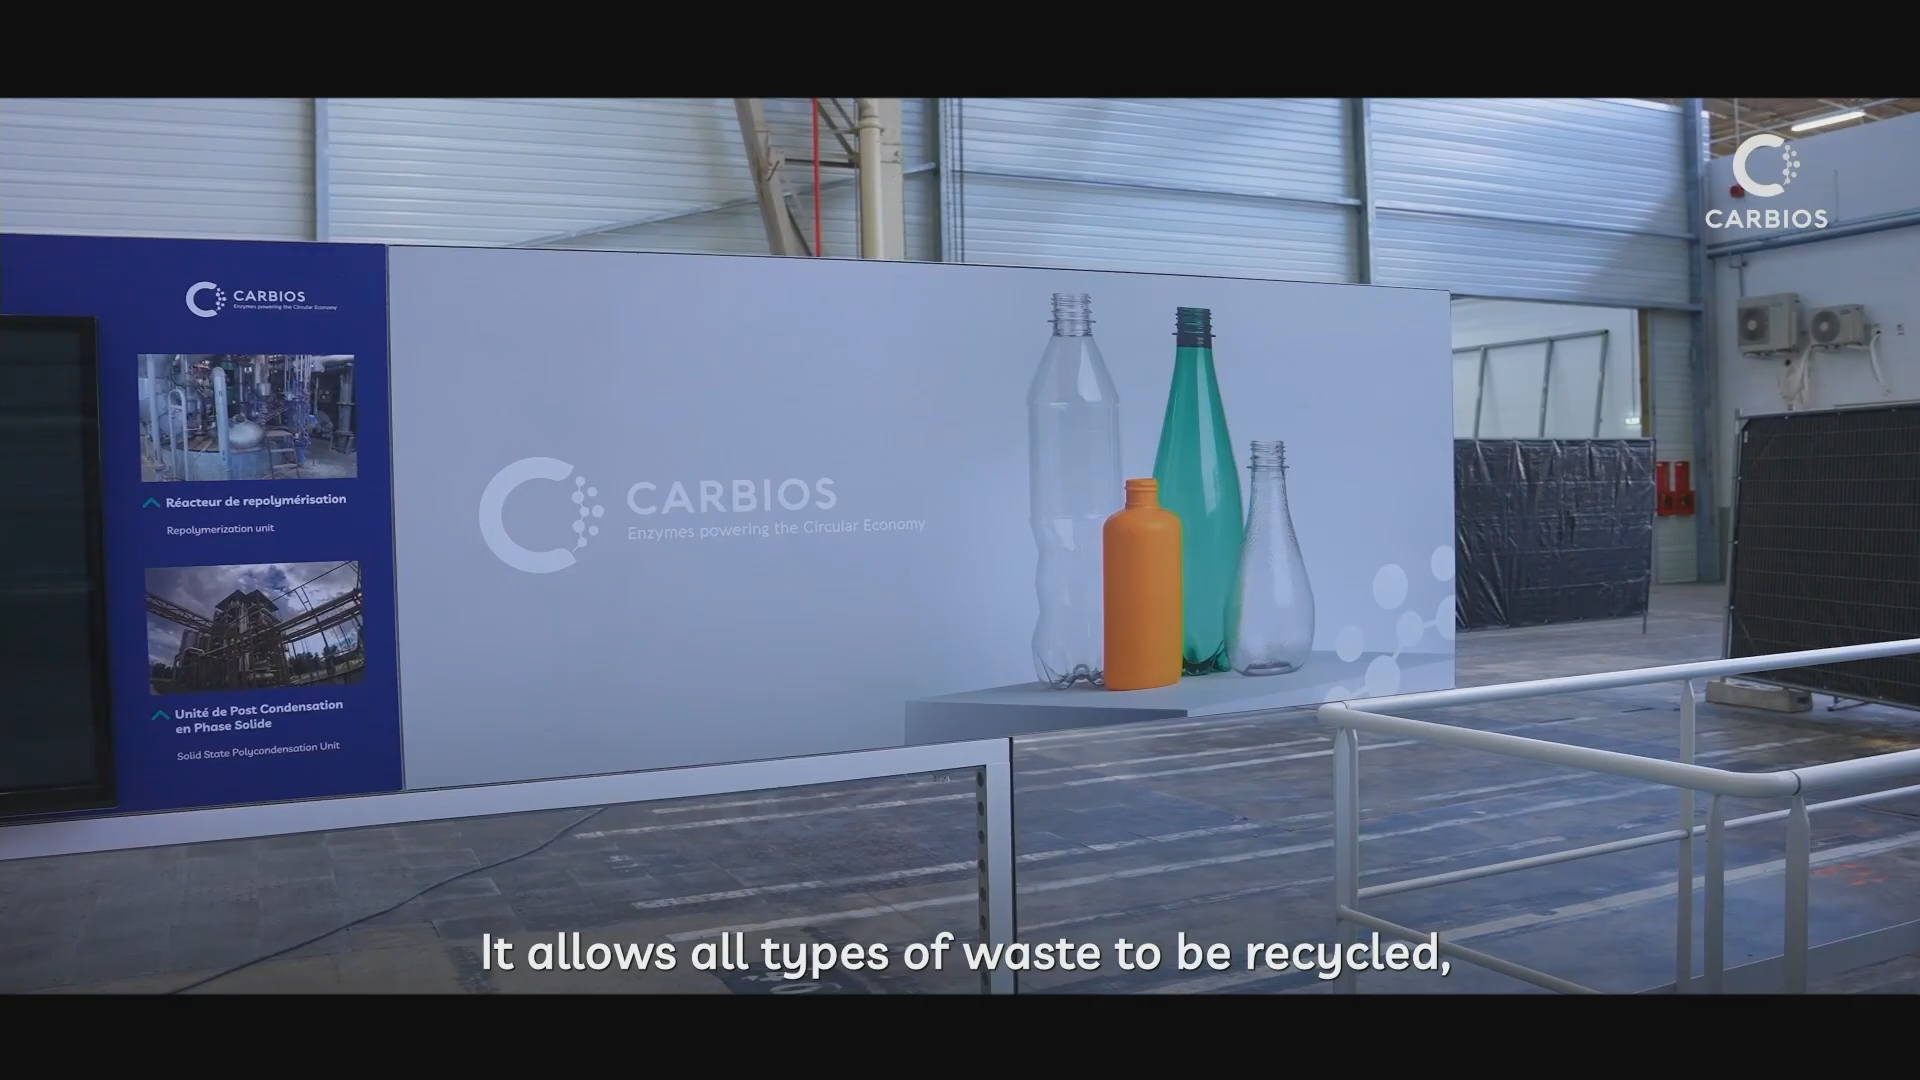 CARBIOS
CARBIOS
Enzymes powering the Circular Economy
Réacteur de repolymérisation
Repolymerization unit
Unité de Post Condensation
en Phase Solide
Solid State Polycondensation Unit
CARBIOS
Enzymes powering the Circular Economy
It allows all types of waste to be recycled,